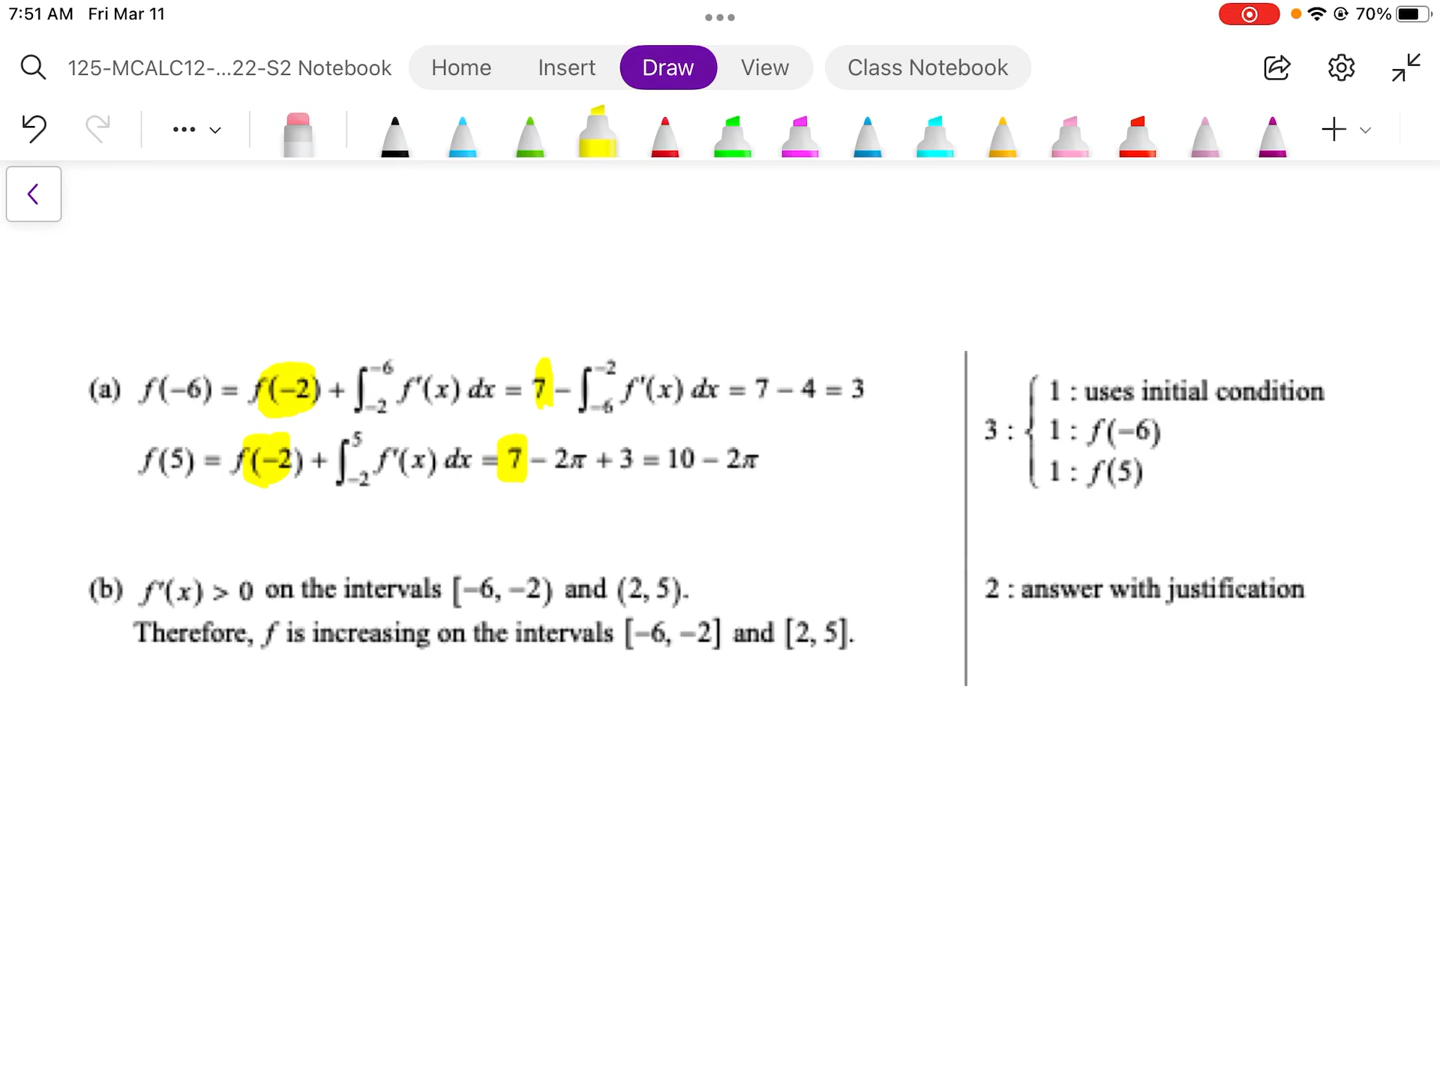 7:51 AM Fri Mar 11
70%
125-MCALC12-...22-S2 Notebook
Home
Insert
Draw
View
Class Notebook
(a) f(−6) = f(−2) + ∫_{−2}^{−6} f′(x) dx = 7 − ∫_{−6}^{−2} f′(x) dx = 7 − 4 = 3
f(5) = f(−2) + ∫_{−2}^{5} f′(x) dx = 7 − 2π + 3 = 10 − 2π
3 : { 1 : uses initial condition
1 : f(−6)
1 : f(5)
(b) f′(x) > 0 on the intervals [−6, −2) and (2, 5).
Therefore, f is increasing on the intervals [−6, −2] and [2, 5].
2 : answer with justification